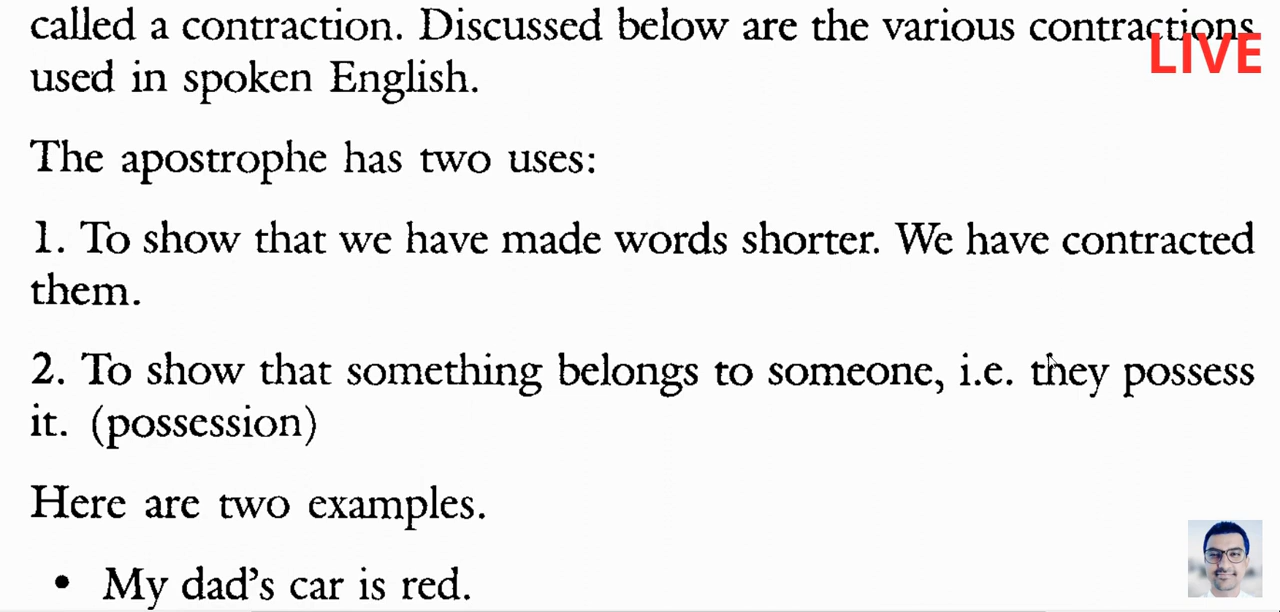 called a contraction. Discussed below are the various contractions
LIVE
used in spoken English.
The apostrophe has two uses:
1. To show that we have made words shorter. We have contracted
them.
2. To show that something belongs to someone, i.e. they possess
it. (possession)
Here are two examples.
• My dad’s car is red.